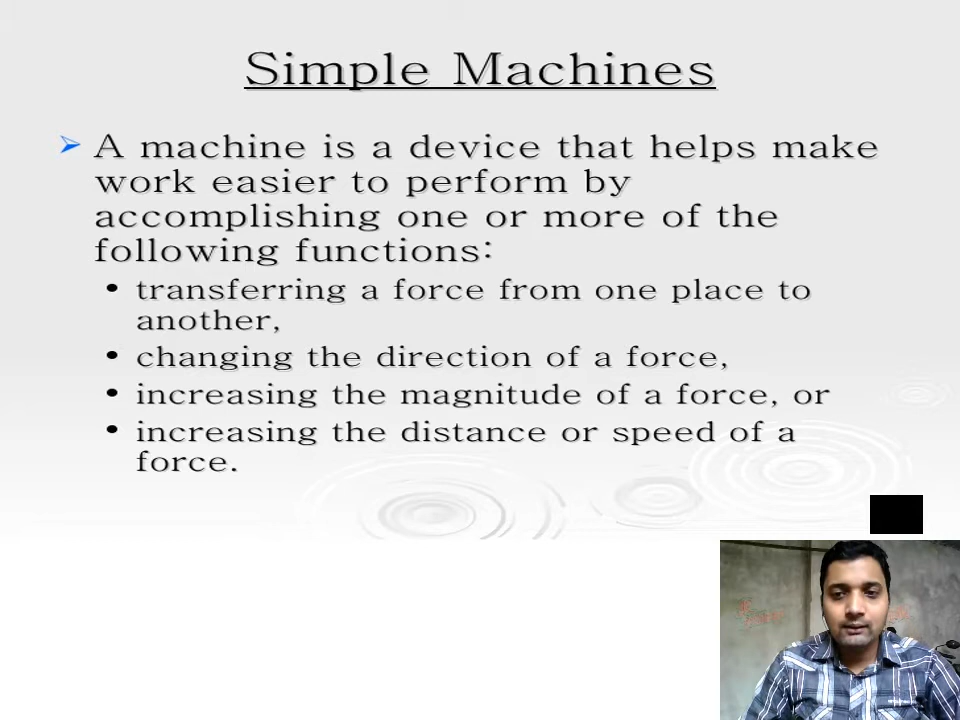 Simple Machines
A machine is a device that helps make
work easier to perform by
accomplishing one or more of the
following functions:
transferring a force from one place to
another,
changing the direction of a force,
increasing the magnitude of a force, or
increasing the distance or speed of a
force.